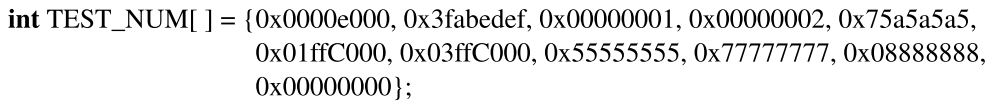 int TEST_NUM[ ] = {0x0000e000, 0x3fabedef, 0x00000001, 0x00000002, 0x75a5a5a5,
0x01ffC000, 0x03ffC000, 0x55555555, 0x77777777, 0x08888888,
0x00000000};